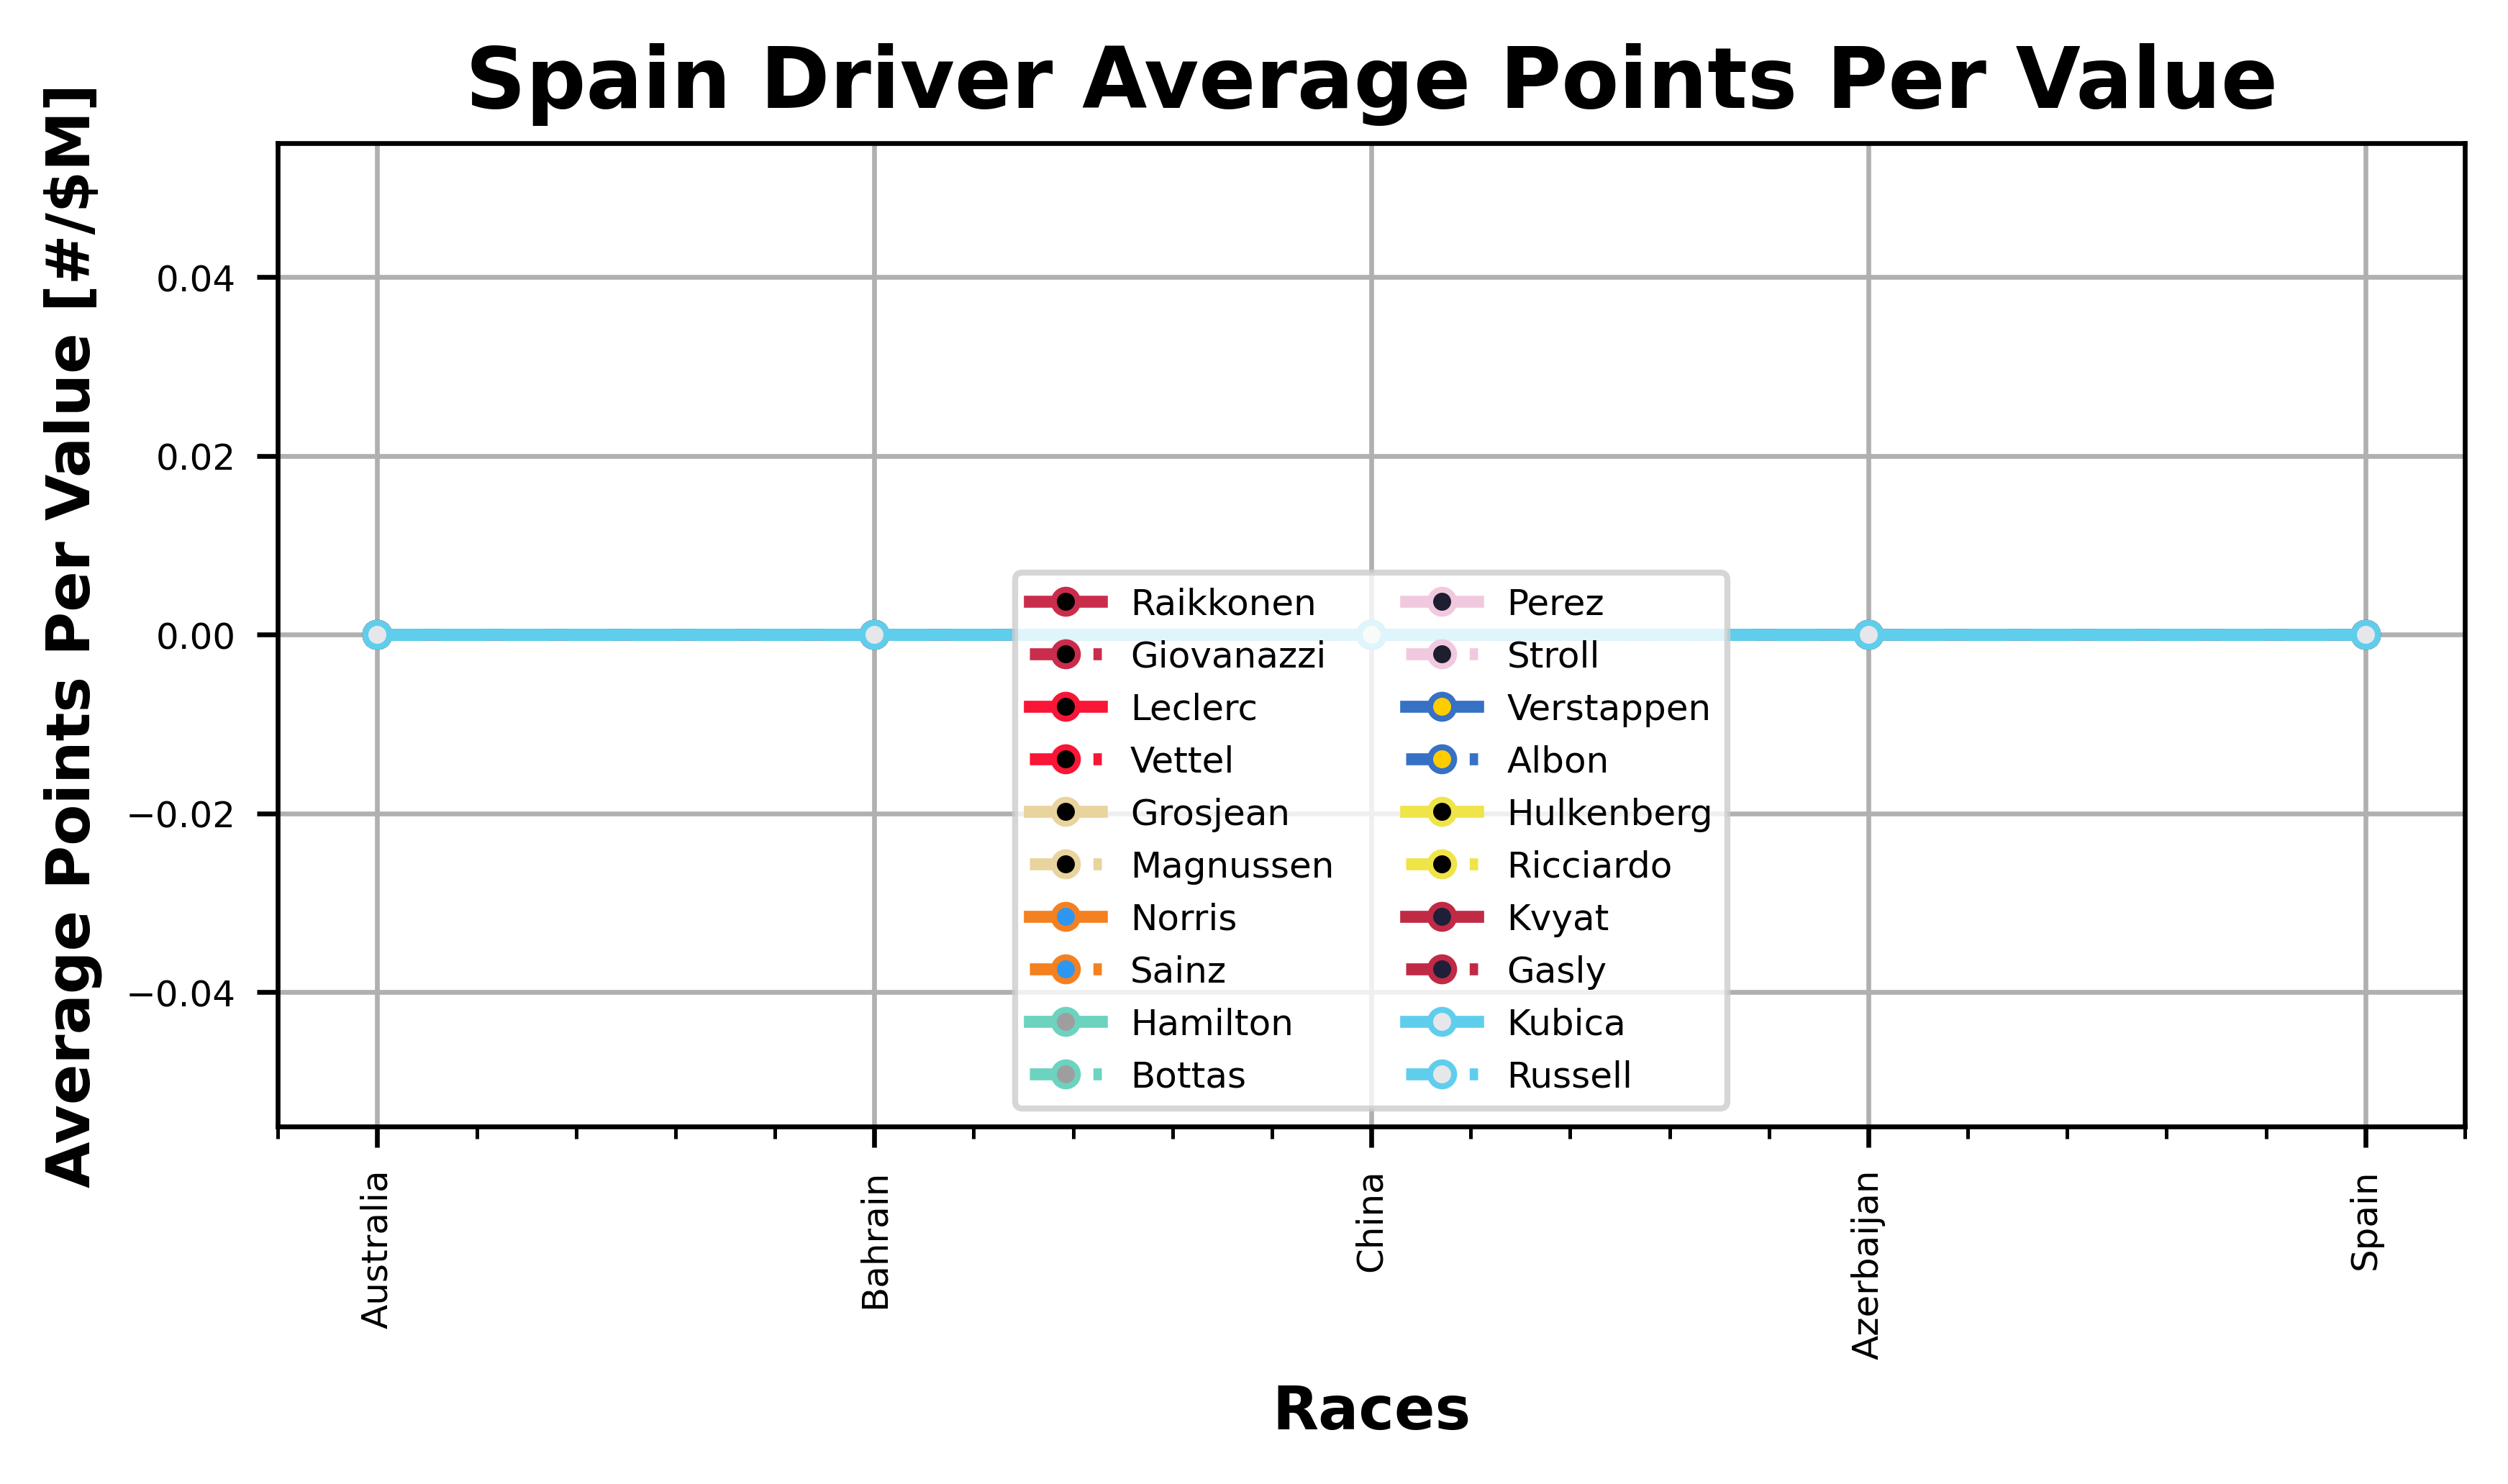 Spain Driver Average Points Per Value
Average Points Per Value [#/$M]
0.04
0.02
0.00
−0.02
−0.04
Raikkonen
Giovanazzi
Leclerc
Vettel
Grosjean
Magnussen
Norris
Sainz
Hamilton
Bottas
Perez
Stroll
Verstappen
Albon
Hulkenberg
Ricciardo
Kvyat
Gasly
Kubica
Russell
Australia
Bahrain
China
Azerbaijan
Spain
Races